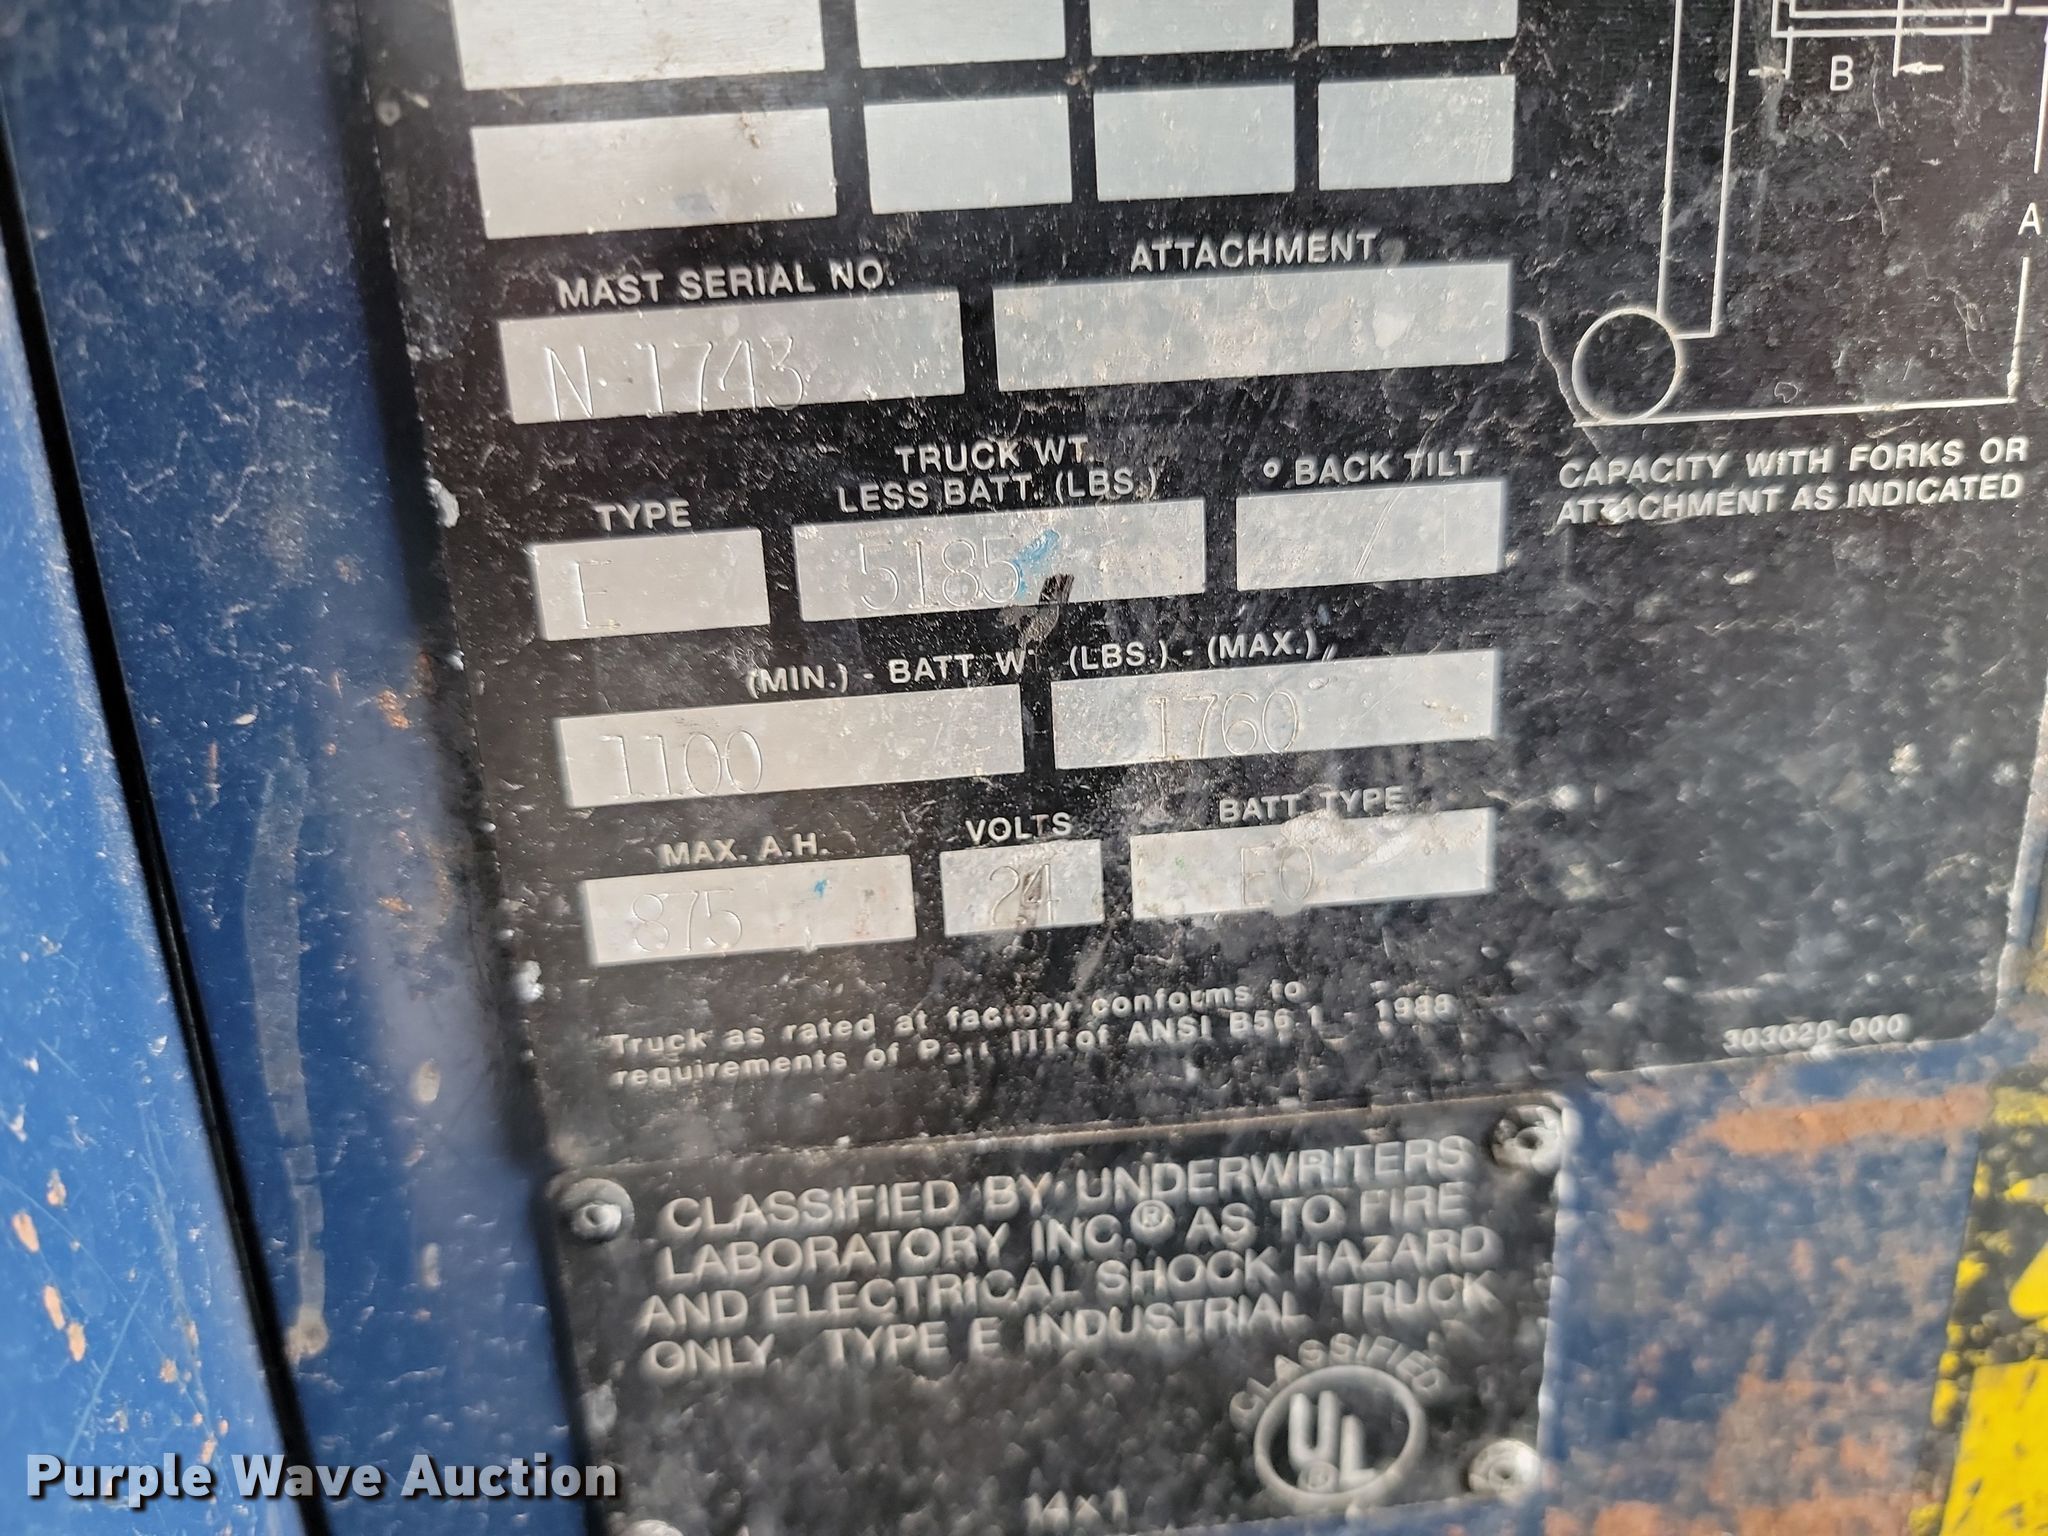 B
A
MAST SERIAL NO.
ATTACHMENT
N 1743
CAPACITY WITH FORKS OR
ATTACHMENT AS INDICATED
TYPE
TRUCK WT.
LESS BATT. (LBS.)
° BACK TILT
E
5185
(MIN.) - BATT. WT. (LBS.) - (MAX.)
1100
1760
MAX. A.H.
VOLTS
BATT. TYPE
875
24
EO
Truck as rated at factory conforms to
requirements of Part III of ANSI B56.1 - 1988
303020-000
CLASSIFIED BY UNDERWRITERS
LABORATORY INC.® AS TO FIRE
AND ELECTRICAL SHOCK HAZARD
ONLY. TYPE E INDUSTRIAL TRUCK
CLASSIFIED
UL®
14X1
Purple Wave Auction